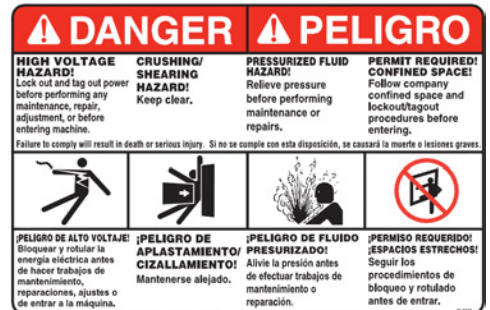 DANGER
PELIGRO
HIGH VOLTAGE
HAZARD!
Lock out and tag out power
before performing any
maintenance, repair,
adjustment, or before
entering machine.
CRUSHING/
SHEARING
HAZARD!
Keep clear.
PRESSURIZED FLUID
HAZARD!
Relieve pressure
before performing
maintenance or
repairs.
PERMIT REQUIRED!
CONFINED SPACE!
Follow company
confined space and
lockout/tagout
procedures before
entering.
Failure to comply will result in death or serious injury. Si no se cumple con esta disposición, se causará la muerte o lesiones graves.
¡PELIGRO DE ALTO VOLTAJE!
Bloquear y rotular la
energía eléctrica antes
de hacer trabajos de
mantenimiento,
reparaciones, ajustes o
de entrar a la máquina.
¡PELIGRO DE
APLASTAMIENTO/
CIZALLAMIENTO!
Mantenerse alejado.
¡PELIGRO DE FLUIDO
PRESURIZADO!
Alivie la presión antes
de efectuar trabajos de
mantenimiento o
reparación.
¡PERMISO REQUERIDO!
¡ESPACIOS ESTRECHOS!
Seguir los
procedimientos de
bloqueo y rotulado
antes de entrar.